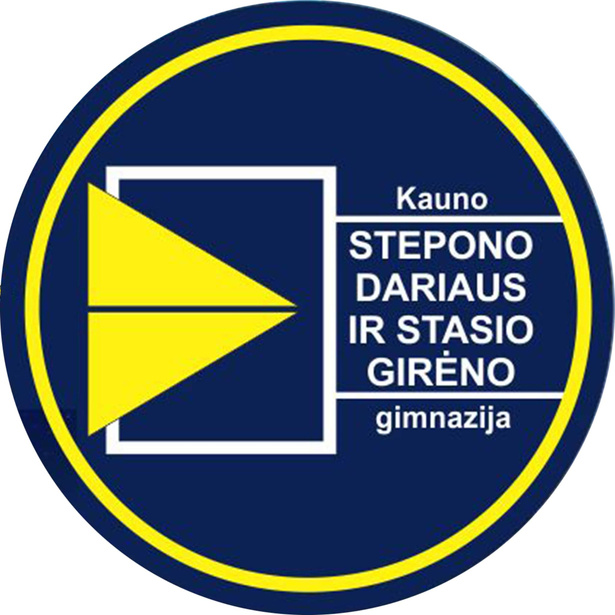 Kauno
STEPONO
DARIAUS
IR STASIO
GIRĖNO
gimnazija